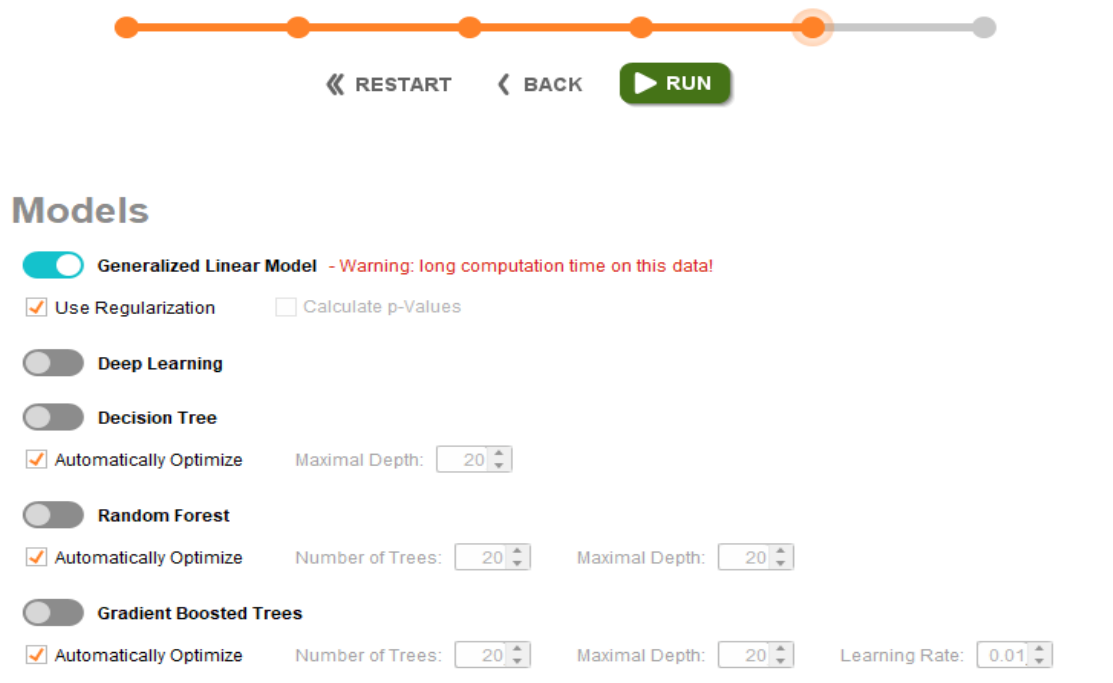 RESTART BACK RUN
Models
Generalized Linear Model - Warning: long computation time on this data!
Use Regularization Calculate p-Values
Deep Learning
Decision Tree
Automatically Optimize Maximal Depth: 20
Random Forest
Automatically Optimize Number of Trees: 20 Maximal Depth: 20
Gradient Boosted Trees
Automatically Optimize Number of Trees: 20 Maximal Depth: 20 Learning Rate: 0.01